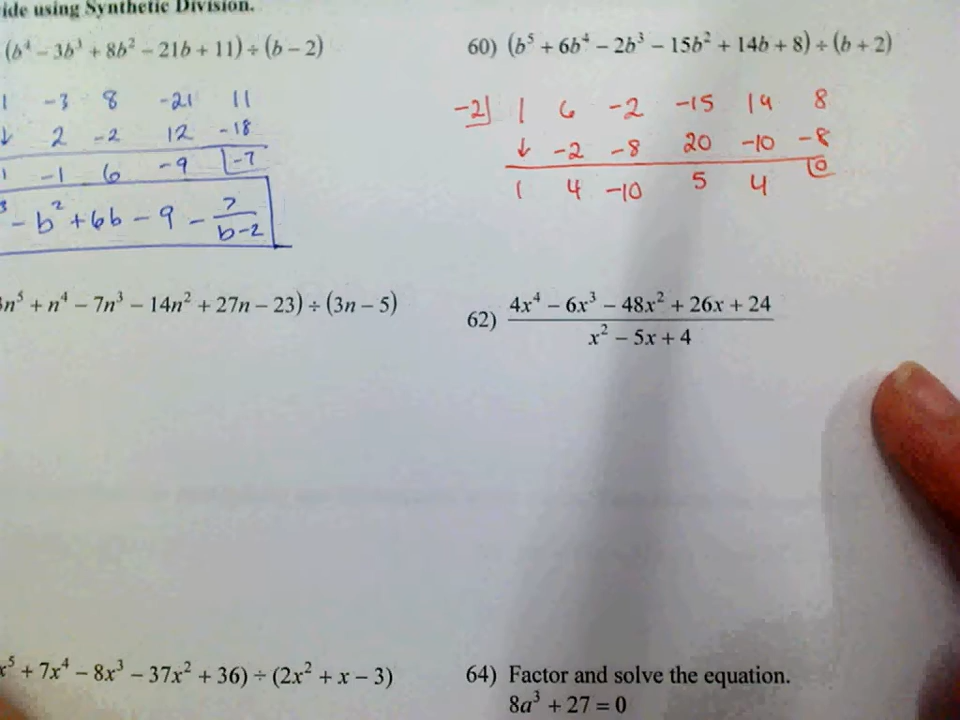 ide using Synthetic Division.
(b⁴ − 3b³ + 8b² − 21b + 11) ÷ (b − 2)
1 -3 8 -21 11
↓ 2 -2 12 -18
1 -1 6 -9 -7
³ - b² + 6b - 9 - 7/(b-2)
60) (b⁵ + 6b⁴ − 2b³ − 15b² + 14b + 8) ÷ (b + 2)
-2 1 6 -2 -15 14 8
↓ -2 -8 20 -10 -8
1 4 -10 5 4 0
n⁵ + n⁴ − 7n³ − 14n² + 27n − 23) ÷ (3n − 5)
62) 4x⁴ − 6x³ − 48x² + 26x + 24
x² − 5x + 4
x⁵ + 7x⁴ − 8x³ − 37x² + 36) ÷ (2x² + x − 3)
64) Factor and solve the equation.
8a³ + 27 = 0